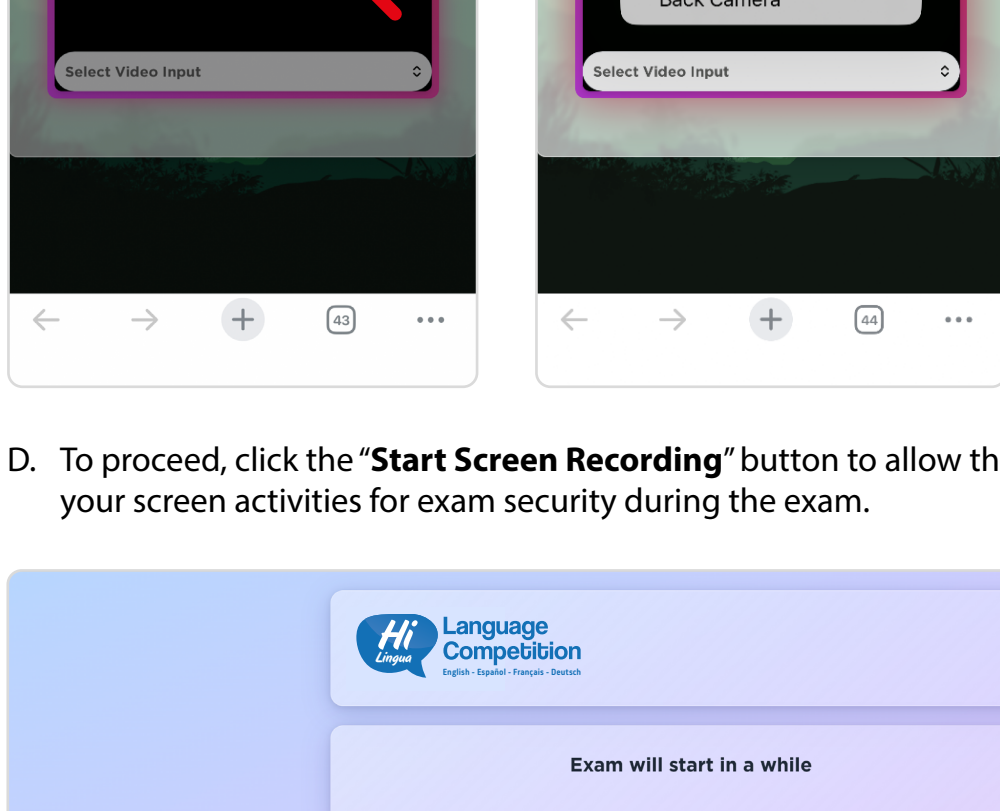 Back Camera
Select Video Input
Select Video Input
43
44
D. To proceed, click the “Start Screen Recording” button to allow th
your screen activities for exam security during the exam.
Hi
Lingua
Language
Competition
English - Español - Français - Deutsch
Exam will start in a while